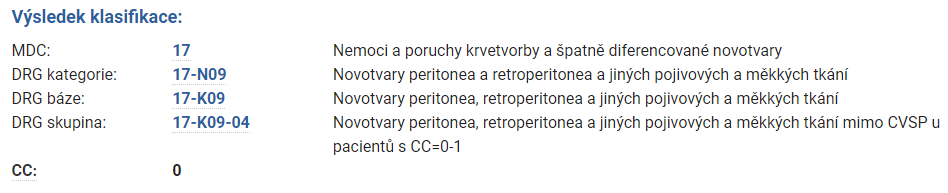 Výsledek klasifikace:
MDC: 17 Nemoci a poruchy krvetvorby a špatně diferencované novotvary
DRG kategorie: 17-N09 Novotvary peritonea a retroperitonea a jiných pojivových a měkkých tkání
DRG báze: 17-K09 Novotvary peritonea, retroperitonea a jiných pojivových a měkkých tkání
DRG skupina: 17-K09-04 Novotvary peritonea, retroperitonea a jiných pojivových a měkkých tkání mimo CVSP u
pacientů s CC=0-1
CC: 0